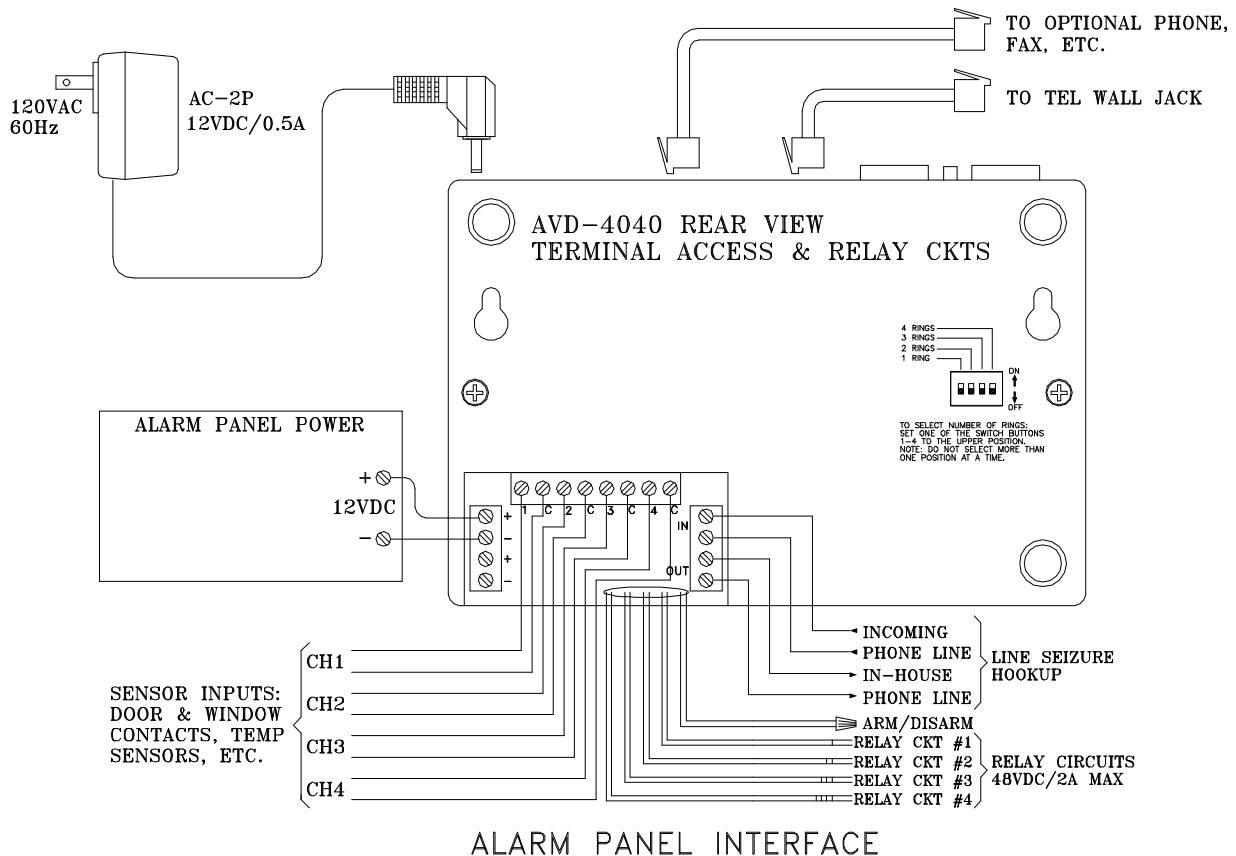 TO OPTIONAL PHONE,
FAX, ETC.
TO TEL WALL JACK
120VAC
60Hz
AC-2P
12VDC/0.5A
AVD-4040 REAR VIEW
TERMINAL ACCESS & RELAY CKTS
4 RINGS
3 RINGS
2 RINGS
1 RING
ON
OFF
TO SELECT NUMBER OF RINGS:
SET ONE OF THE SWITCH BUTTONS
1-4 TO THE UPPER POSITION.
NOTE: DO NOT SELECT MORE THAN
ONE POSITION AT A TIME.
ALARM PANEL POWER
+
12VDC
-
+
-
+
-
1 C 2 C 3 C 4 C
IN
OUT
SENSOR INPUTS:
DOOR & WINDOW
CONTACTS, TEMP
SENSORS, ETC.
CH1
CH2
CH3
CH4
INCOMING
PHONE LINE
IN-HOUSE
PHONE LINE
LINE SEIZURE
HOOKUP
ARM/DISARM
RELAY CKT #1
RELAY CKT #2
RELAY CKT #3
RELAY CKT #4
RELAY CIRCUITS
48VDC/2A MAX
ALARM PANEL INTERFACE